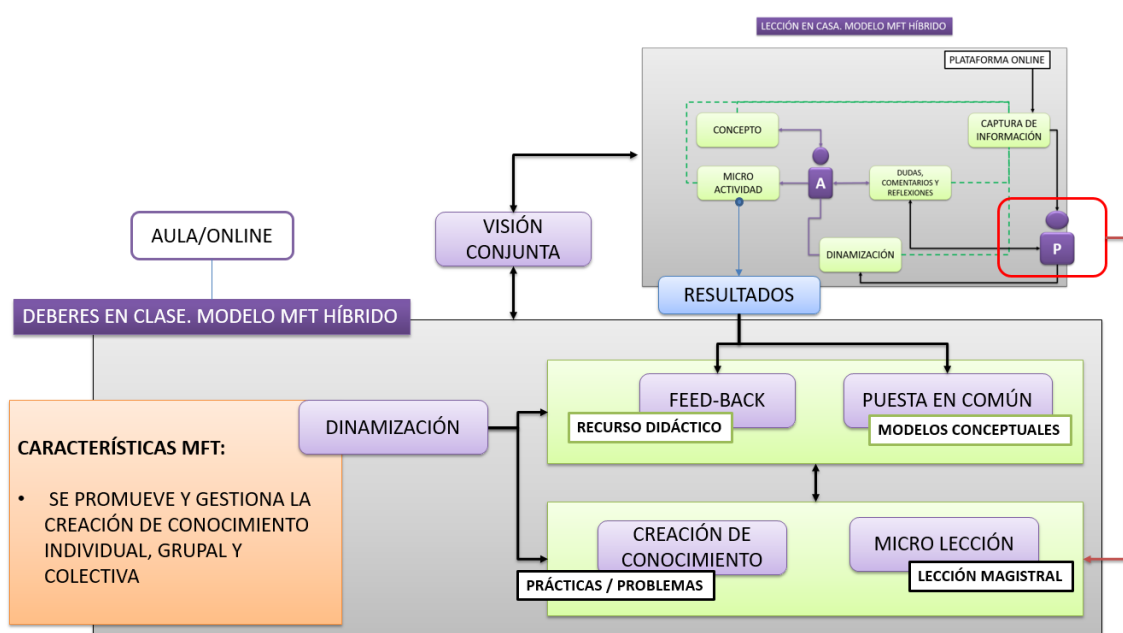 LECCIÓN EN CASA. MODELO MFT HÍBRIDO
PLATAFORMA ONLINE
CONCEPTO
CAPTURA DE
INFORMACIÓN
MICRO
ACTIVIDAD
A
DUDAS,
COMENTARIOS Y
REFLEXIONES
P
DINAMIZACIÓN
VISIÓN
CONJUNTA
AULA/ONLINE
RESULTADOS
DEBERES EN CLASE. MODELO MFT HÍBRIDO
FEED-BACK
RECURSO DIDÁCTICO
PUESTA EN COMÚN
MODELOS CONCEPTUALES
DINAMIZACIÓN
CARACTERÍSTICAS MFT:
• SE PROMUEVE Y GESTIONA LA
CREACIÓN DE CONOCIMIENTO
INDIVIDUAL, GRUPAL Y
COLECTIVA
CREACIÓN DE
CONOCIMIENTO
PRÁCTICAS / PROBLEMAS
MICRO LECCIÓN
LECCIÓN MAGISTRAL